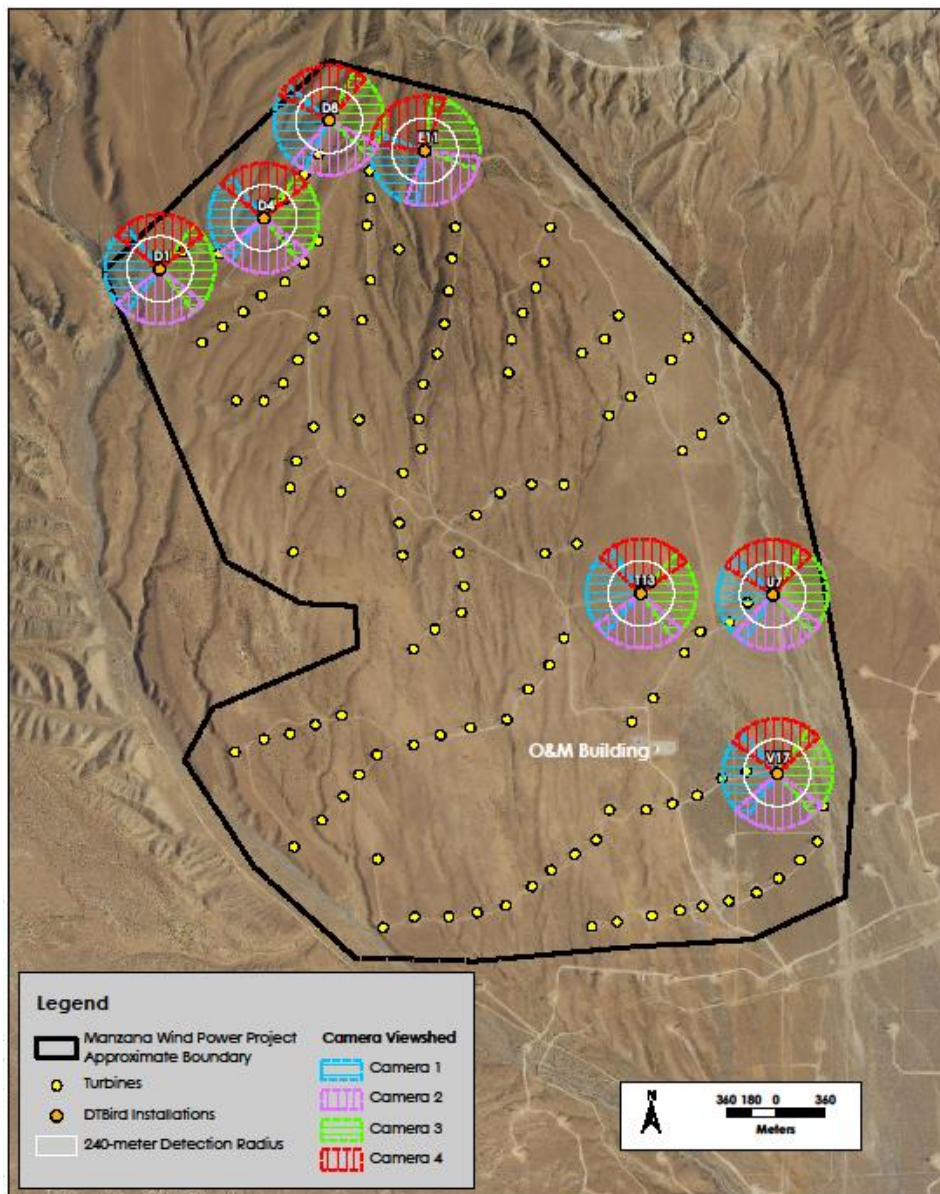 D8
E11
D4
D1
T13
U7
O&M Building
V17
Legend
Manzana Wind Power Project
Approximate Boundary
Turbines
DTBird Installations
240-meter Detection Radius
Camera Viewshed
Camera 1
Camera 2
Camera 3
Camera 4
N
360 180 0 360
Meters